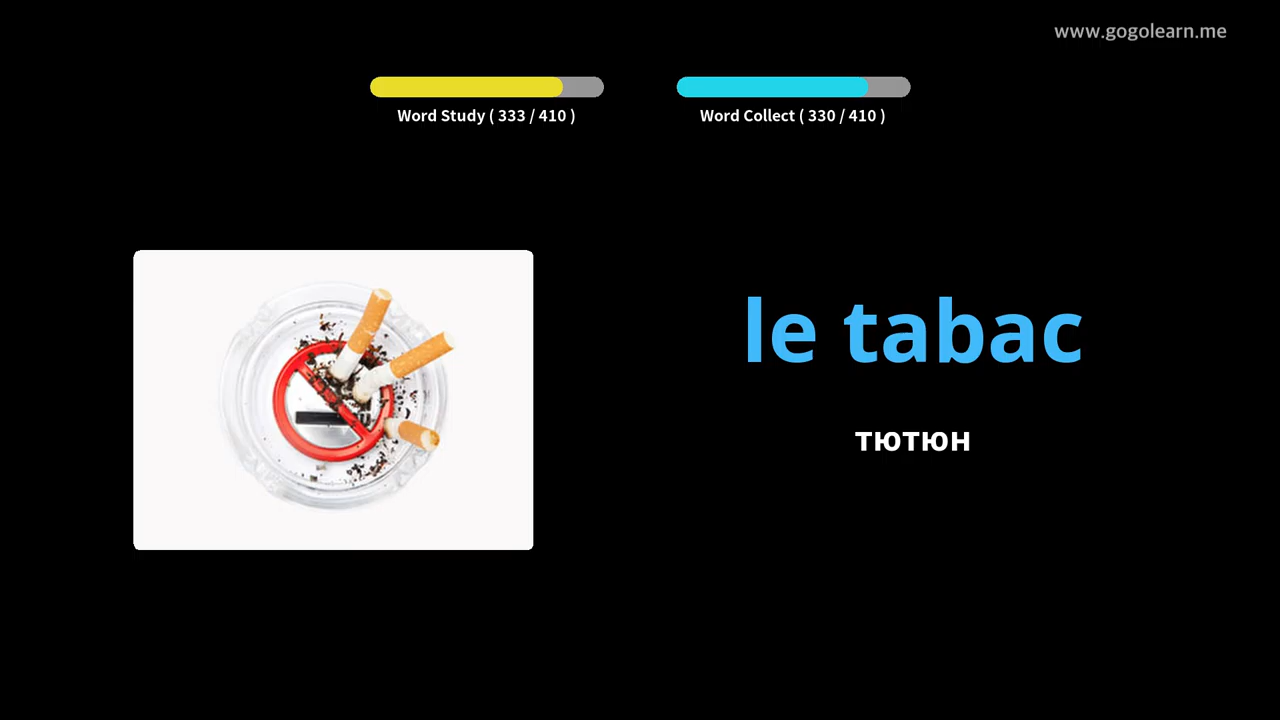 www.gogolearn.me
Word Study ( 333 / 410 )
Word Collect ( 330 / 410 )
le tabac
тютюн